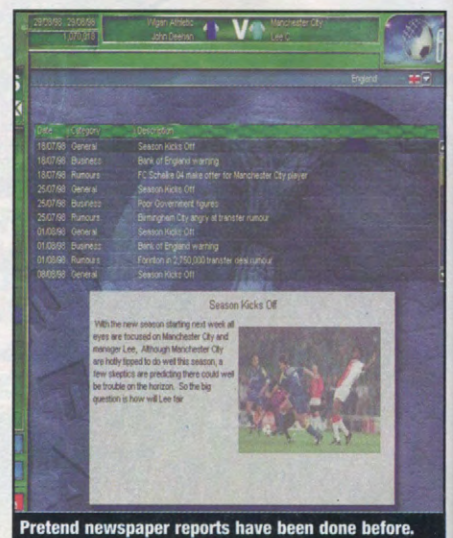 29/08/98 29/08/98 Wigan Athletic V Manchester City
John Deehan Lee C
England
Date Category Description
18/07/98 General Season Kicks Off
18/07/98 Business Bank of England warning
18/07/98 Rumours FC Schalke 04 make offer for Manchester City player
25/07/98 General Season Kicks Off
25/07/98 Business Poor Government figures
25/07/98 Rumours Birmingham City angry at transfer rumour
01/08/98 General Season Kicks Off
01/08/98 Business Bank of England warning
01/08/98 Rumours in 2,750,000 transfer deal rumour
08/08/98 General Season Kicks Off
Season Kicks Off
With the new season starting next week all
eyes are focused on Manchester City and
manager Lee, Although Manchester City
are hotly tipped to do well this season, a
few skeptics are predicting there could well
be trouble on the horizon. So the big
question is how will Lee fair
Pretend newspaper reports have been done before.